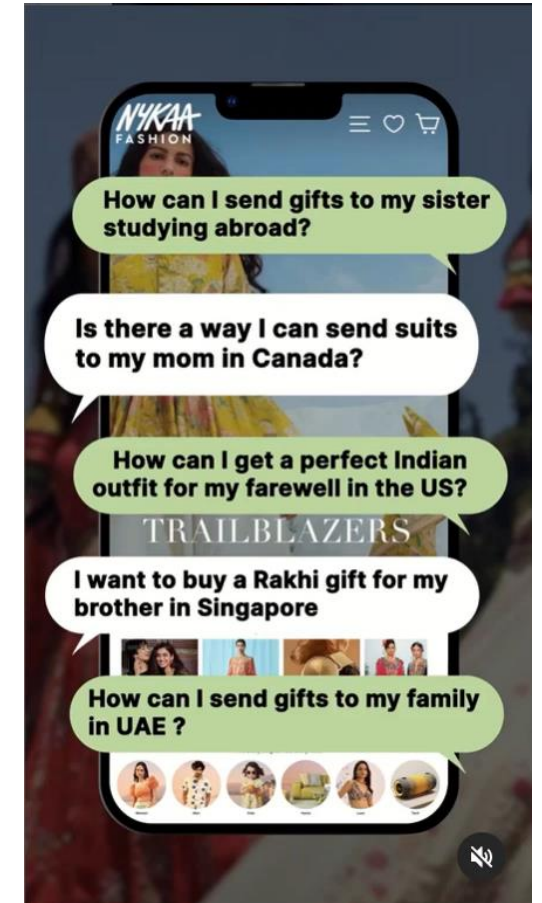 NYKAA
FASHION
How can I send gifts to my sister
studying abroad?
Is there a way I can send suits
to my mom in Canada?
How can I get a perfect Indian
outfit for my farewell in the US?
TRAILBLAZERS
I want to buy a Rakhi gift for my
brother in Singapore
How can I send gifts to my family
in UAE ?